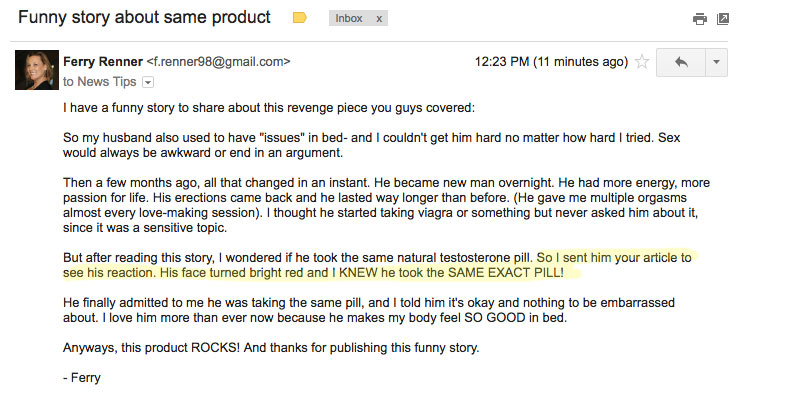 Funny story about same product Inbox x
Ferry Renner <f.renner98@gmail.com> 12:23 PM (11 minutes ago)
to News Tips
I have a funny story to share about this revenge piece you guys covered:
So my husband also used to have "issues" in bed- and I couldn't get him hard no matter how hard I tried. Sex
would always be awkward or end in an argument.
Then a few months ago, all that changed in an instant. He became new man overnight. He had more energy, more
passion for life. His erections came back and he lasted way longer than before. (He gave me multiple orgasms
almost every love-making session). I thought he started taking viagra or something but never asked him about it,
since it was a sensitive topic.
But after reading this story, I wondered if he took the same natural testosterone pill. So I sent him your article to
see his reaction. His face turned bright red and I KNEW he took the SAME EXACT PILL!
He finally admitted to me he was taking the same pill, and I told him it's okay and nothing to be embarrassed
about. I love him more than ever now because he makes my body feel SO GOOD in bed.
Anyways, this product ROCKS! And thanks for publishing this funny story.
- Ferry